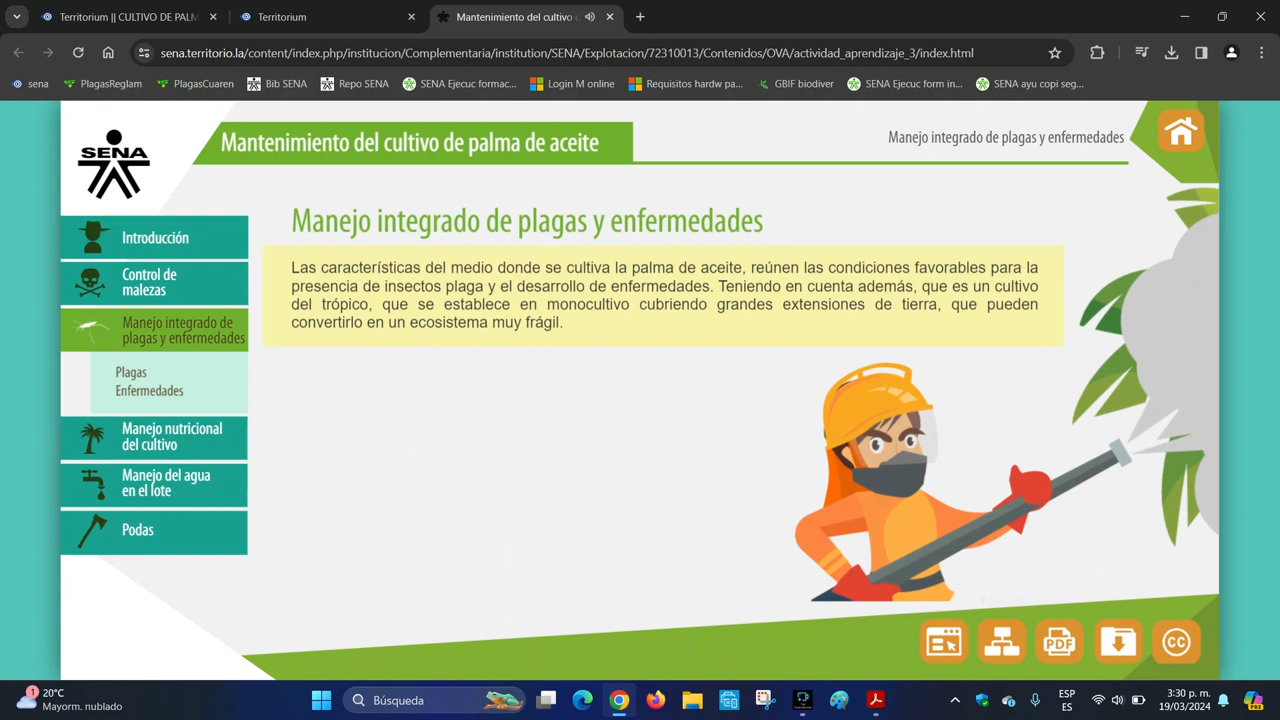 Territorium || CULTIVO DE PALM
Territorium
Mantenimiento del cultivo
sena.territorio.la/content/index.php/institucion/Complementaria/institution/SENA/Explotacion/72310013/Contenidos/OVA/actividad_aprendizaje_3/index.html
sena
PlagasReglam
PlagasCuaren
Bib SENA
Repo SENA
SENA Ejecuc formac...
Login M online
Requisitos hardw pa...
GBIF biodiver
SENA Ejecuc form in...
SENA ayu copi seg...
SENA
Mantenimiento del cultivo de palma de aceite
Manejo integrado de plagas y enfermedades
Introducción
Control de
malezas
Manejo integrado de
plagas y enfermedades
Plagas
Enfermedades
Manejo nutricional
del cultivo
Manejo del agua
en el lote
Podas
Manejo integrado de plagas y enfermedades
Las características del medio donde se cultiva la palma de aceite, reúnen las condiciones favorables para la
presencia de insectos plaga y el desarrollo de enfermedades. Teniendo en cuenta además, que es un cultivo
del trópico, que se establece en monocultivo cubriendo grandes extensiones de tierra, que pueden
convertirlo en un ecosistema muy frágil.
PDF
CC
1
20°C
Mayorm. nublado
Búsqueda
ESP
ES
3:30 p. m.
19/03/2024
PRE